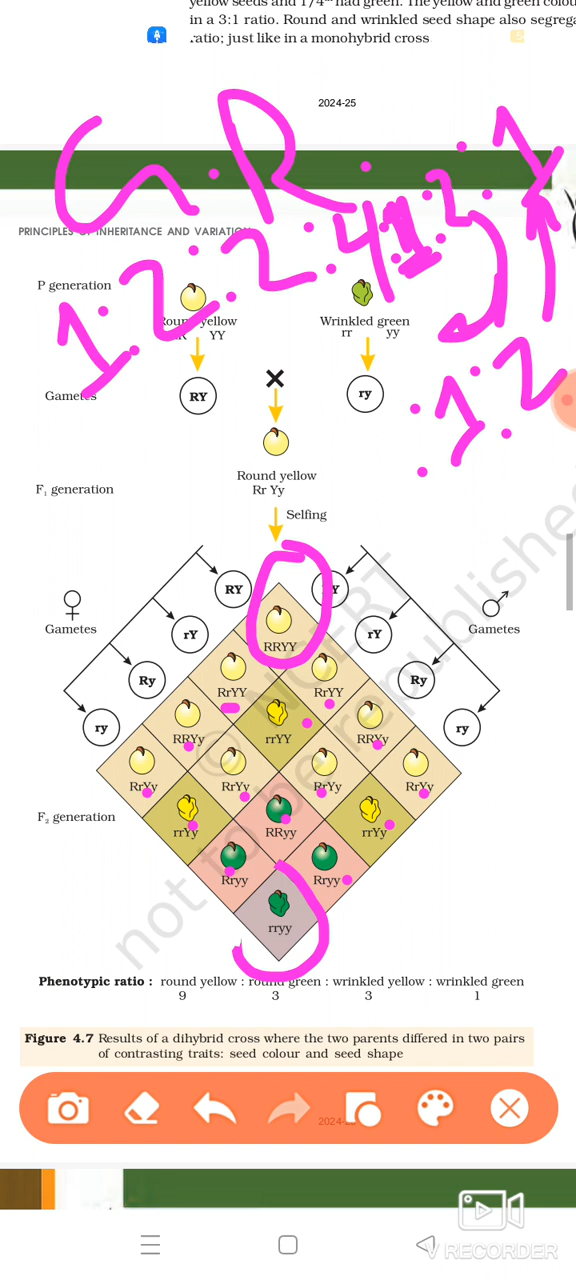 yellow seeds and 1/4th had green. The yellow and green colou
in a 3:1 ratio. Round and wrinkled seed shape also segrega
ratio; just like in a monohybrid cross
2024-25
G.R.
PRINCIPLES OF INHERITANCE AND VARIATION
1:2:2:4:1:2:1
:1:2:1
P generation
Round yellow
Wrinkled green
YY
rr yy
Gametes
RY
ry
×
Round yellow
Rr Yy
F1 generation
Selfing
♀
Gametes
♂
Gametes
RY
rY
rY
Ry
Ry
ry
ry
RRYY
RrYY
RrYY
RRYy
rrYY
RRYy
RrYy
RrYy
RrYy
RrYy
F2 generation
rrYy
RRyy
rrYy
Rryy
Rryy
rryy
Phenotypic ratio : round yellow : round green : wrinkled yellow : wrinkled green
9 3 3 1
Figure 4.7 Results of a dihybrid cross where the two parents differed in two pairs
of contrasting traits: seed colour and seed shape
© NCERT
not to be republished
V RECORDER